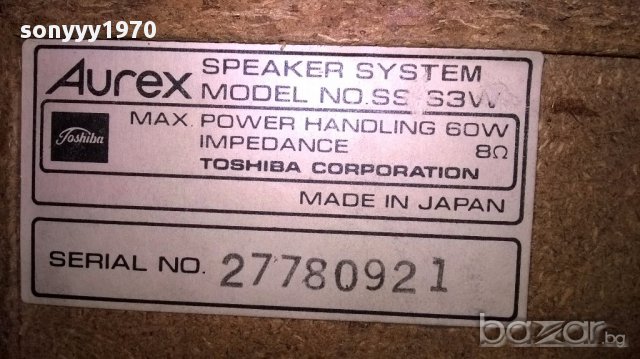 sonyyy1970
Aurex SPEAKER SYSTEM
MODEL NO.SS S3W
Toshiba
MAX. POWER HANDLING 60W
IMPEDANCE 8Ω
TOSHIBA CORPORATION
MADE IN JAPAN
SERIAL NO. 27780921
bazar.bg